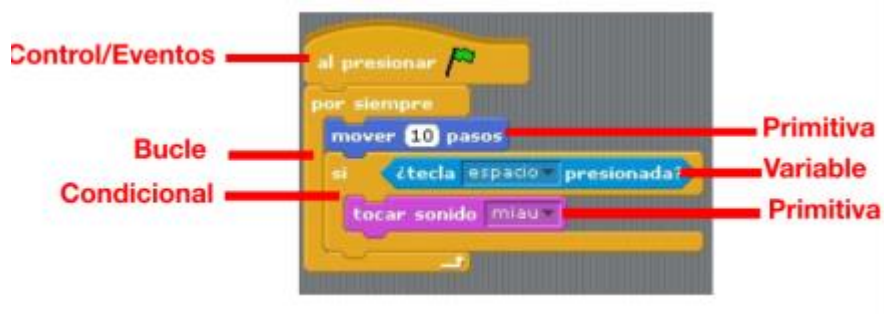 Control/Eventos
al presionar
por siempre
mover 10 pasos
Primitiva
Bucle
si ¿tecla espacio presionada?
Variable
Condicional
tocar sonido miau
Primitiva